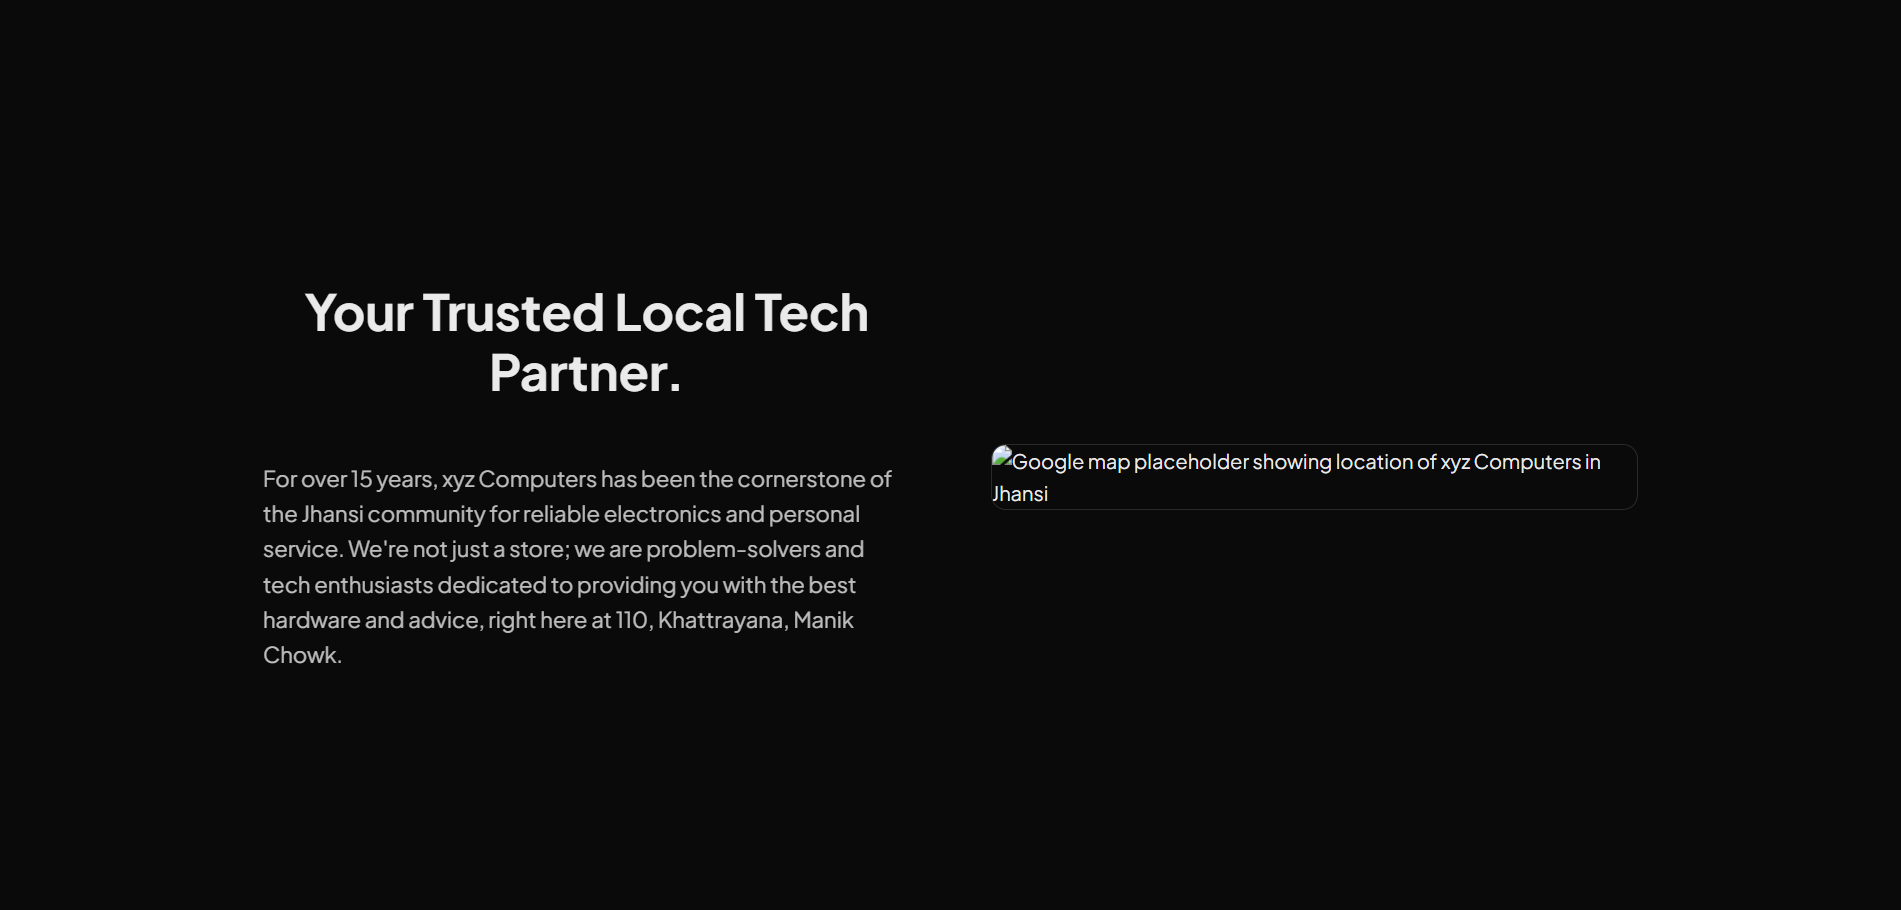 Your Trusted Local Tech
Partner.
For over 15 years, xyz Computers has been the cornerstone of
the Jhansi community for reliable electronics and personal
service. We're not just a store; we are problem-solvers and
tech enthusiasts dedicated to providing you with the best
hardware and advice, right here at 110, Khattrayana, Manik
Chowk.
Google map placeholder showing location of xyz Computers in
Jhansi